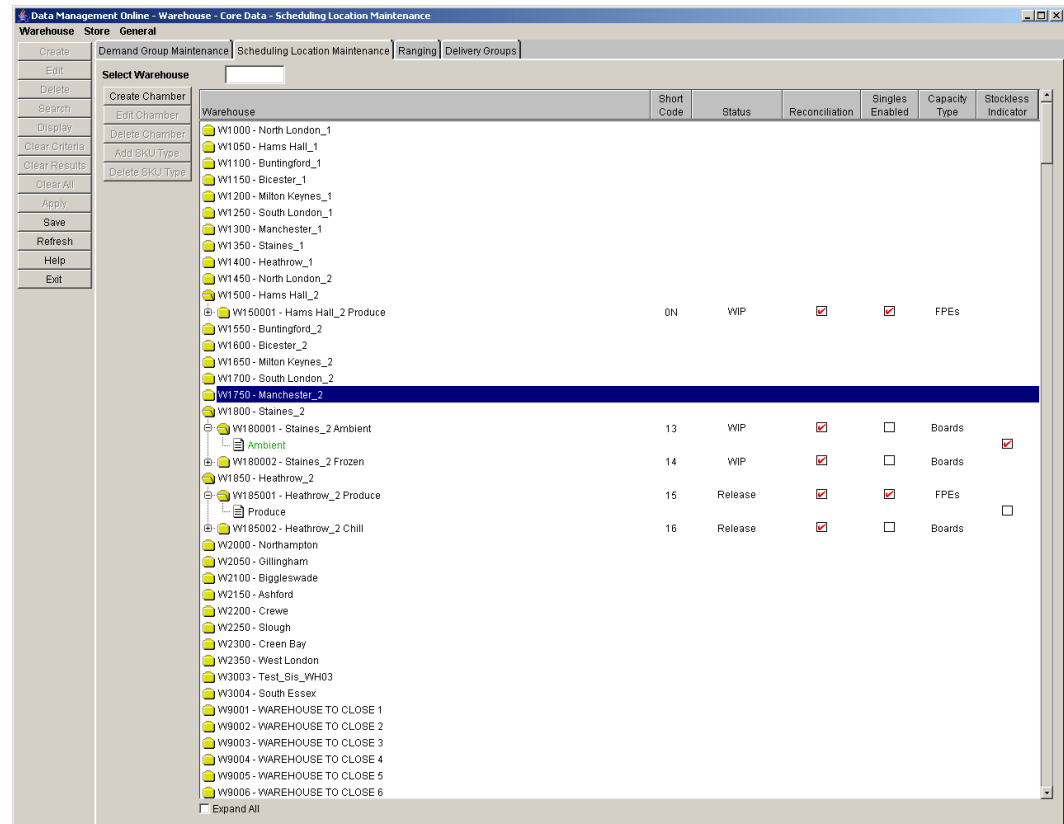 Data Management Online - Warehouse - Core Data - Scheduling Location Maintenance
Warehouse Store General
Create
Edit
Delete
Search
Display
Clear Criteria
Clear Results
Clear All
Apply
Save
Refresh
Help
Exit
Demand Group Maintenance Scheduling Location Maintenance Ranging Delivery Groups
Select Warehouse
Create Chamber
Edit Chamber
Delete Chamber
Add SKU Type
Delete SKU Type
Warehouse Short Code Status Reconciliation Singles Enabled Capacity Type Stockless Indicator
W1000 - North London_1
W1050 - Hams Hall_1
W1100 - Buntingford_1
W1150 - Bicester_1
W1200 - Milton Keynes_1
W1250 - South London_1
W1300 - Manchester_1
W1350 - Staines_1
W1400 - Heathrow_1
W1450 - North London_2
W1500 - Hams Hall_2
W150001 - Hams Hall_2 Produce 0N WIP FPEs
W1550 - Buntingford_2
W1600 - Bicester_2
W1650 - Milton Keynes_2
W1700 - South London_2
W1750 - Manchester_2
W1800 - Staines_2
W180001 - Staines_2 Ambient 13 WIP Boards
Ambient
W180002 - Staines_2 Frozen 14 WIP Boards
W1850 - Heathrow_2
W185001 - Heathrow_2 Produce 15 Release FPEs
Produce
W185002 - Heathrow_2 Chill 16 Release Boards
W2000 - Northampton
W2050 - Gillingham
W2100 - Biggleswade
W2150 - Ashford
W2200 - Crewe
W2250 - Slough
W2300 - Creen Bay
W2350 - West London
W3003 - Test_Sis_WH03
W3004 - South Essex
W9001 - WAREHOUSE TO CLOSE 1
W9002 - WAREHOUSE TO CLOSE 2
W9003 - WAREHOUSE TO CLOSE 3
W9004 - WAREHOUSE TO CLOSE 4
W9005 - WAREHOUSE TO CLOSE 5
W9006 - WAREHOUSE TO CLOSE 6
Expand All